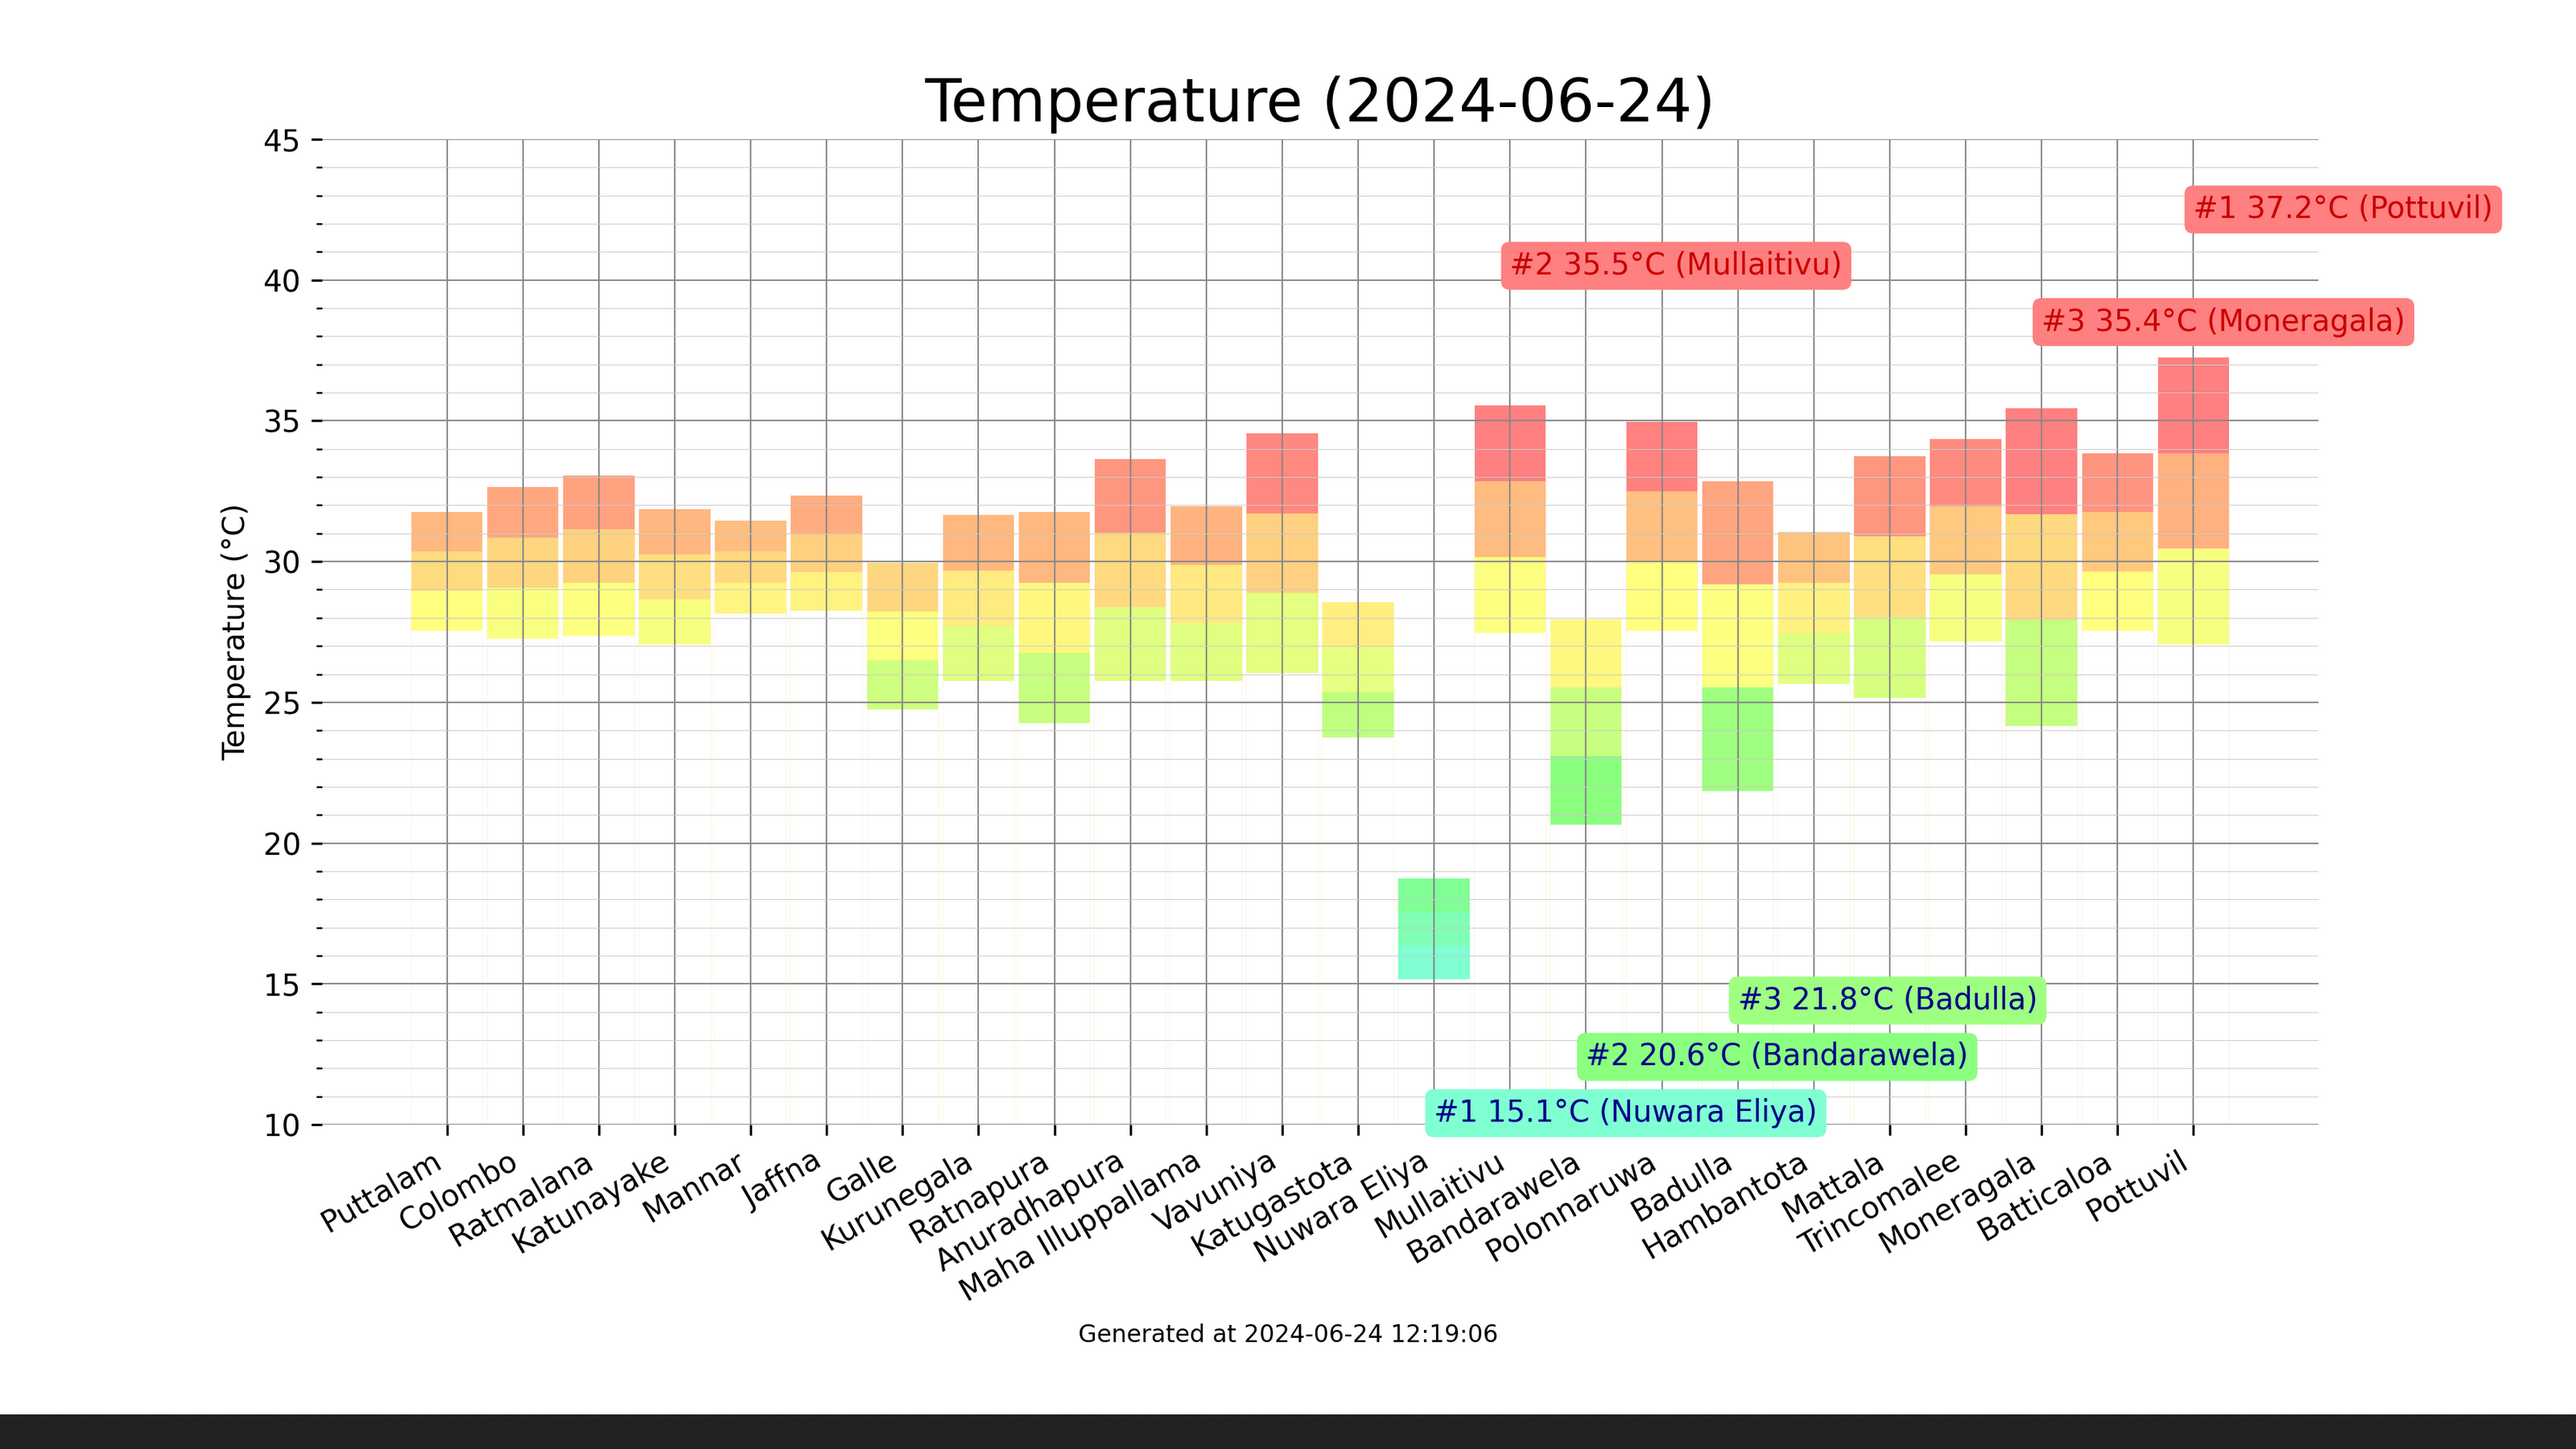 Temperature (2024-06-24)
45
40
35
30
25
20
15
10
Temperature (°C)
#1 37.2°C (Pottuvil)
#2 35.5°C (Mullaitivu)
#3 35.4°C (Moneragala)
#3 21.8°C (Badulla)
#2 20.6°C (Bandarawela)
#1 15.1°C (Nuwara Eliya)
Puttalam
Colombo
Ratmalana
Katunayake
Mannar
Jaffna
Galle
Kurunegala
Ratnapura
Anuradhapura
Maha Illuppallama
Vavuniya
Katugastota
Nuwara Eliya
Mullaitivu
Bandarawela
Polonnaruwa
Badulla
Hambantota
Mattala
Trincomalee
Moneragala
Batticaloa
Pottuvil
Generated at 2024-06-24 12:19:06